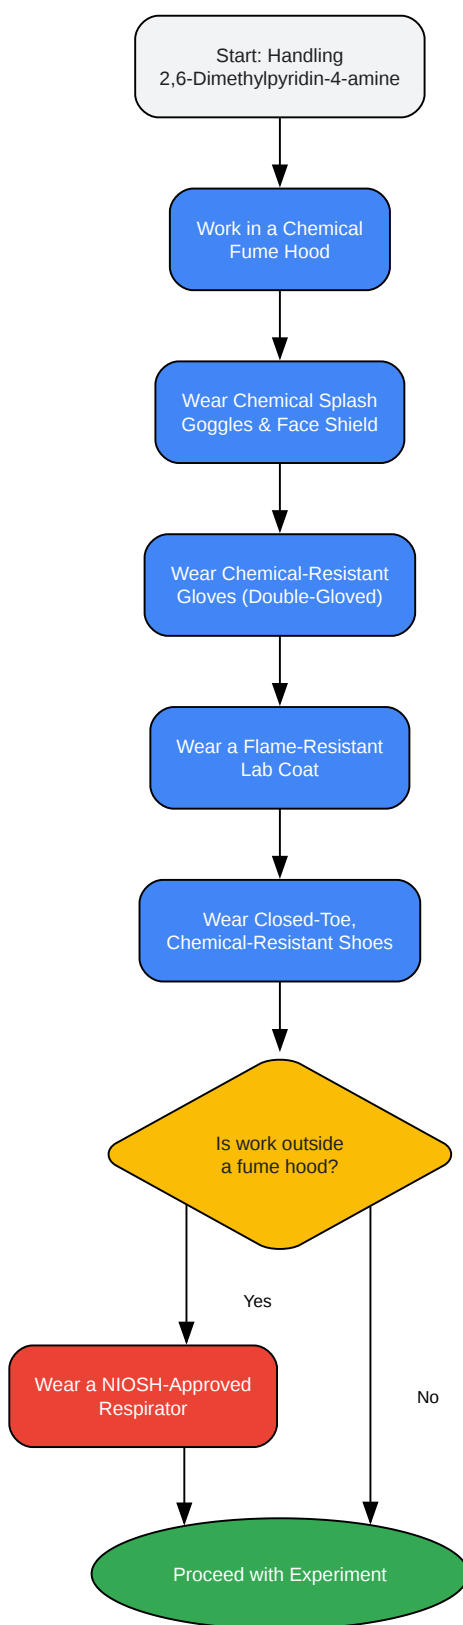 Start: Handling
2,6-Dimethylpyridin-4-amine
Work in a Chemical
Fume Hood
Wear Chemical Splash
Goggles & Face Shield
Wear Chemical-Resistant
Gloves (Double-Gloved)
Wear a Flame-Resistant
Lab Coat
Wear Closed-Toe,
Chemical-Resistant Shoes
Is work outside
a fume hood?
Yes
Wear a NIOSH-Approved
Respirator
No
Proceed with Experiment